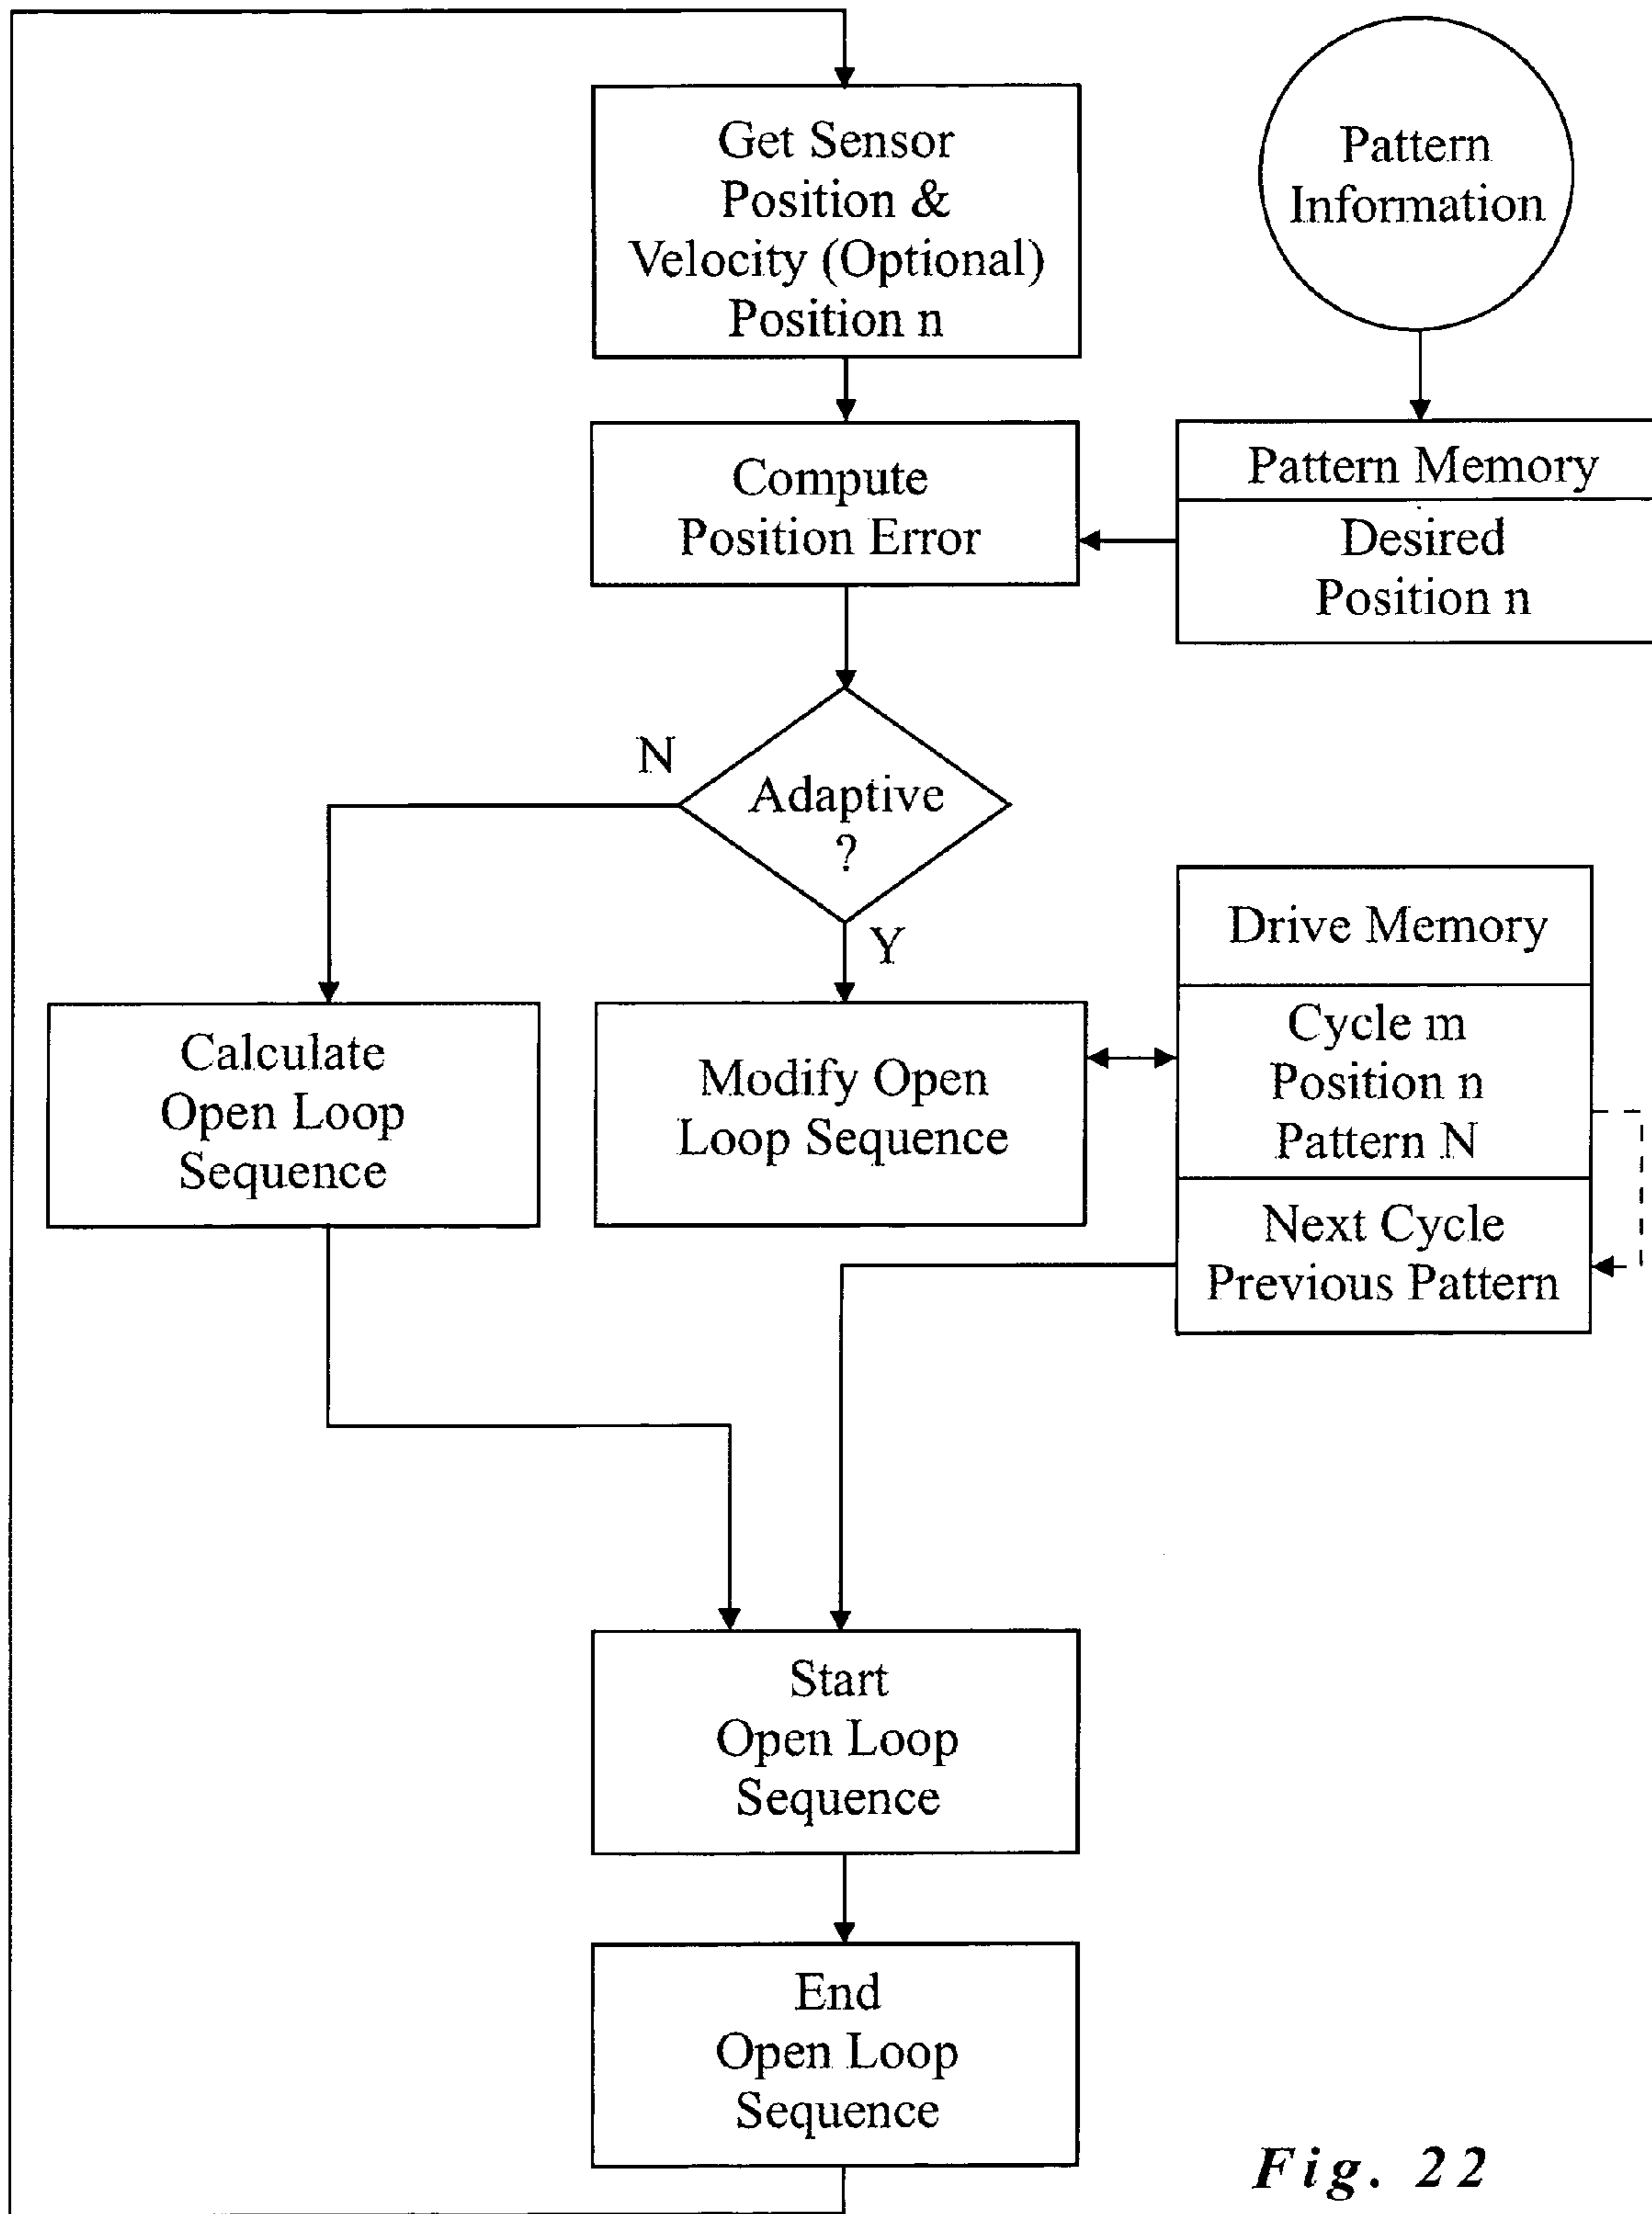 Get Sensor
Position &
Velocity (Optional)
Position n
Pattern
Information
Compute
Position Error
Pattern Memory
Desired
Position n
N
Adaptive
?
Y
Drive Memory
Cycle m
Position n
Pattern N
Next Cycle
Previous Pattern
Calculate
Open Loop
Sequence
Modify Open
Loop Sequence
Start
Open Loop
Sequence
End
Open Loop
Sequence
Fig. 22